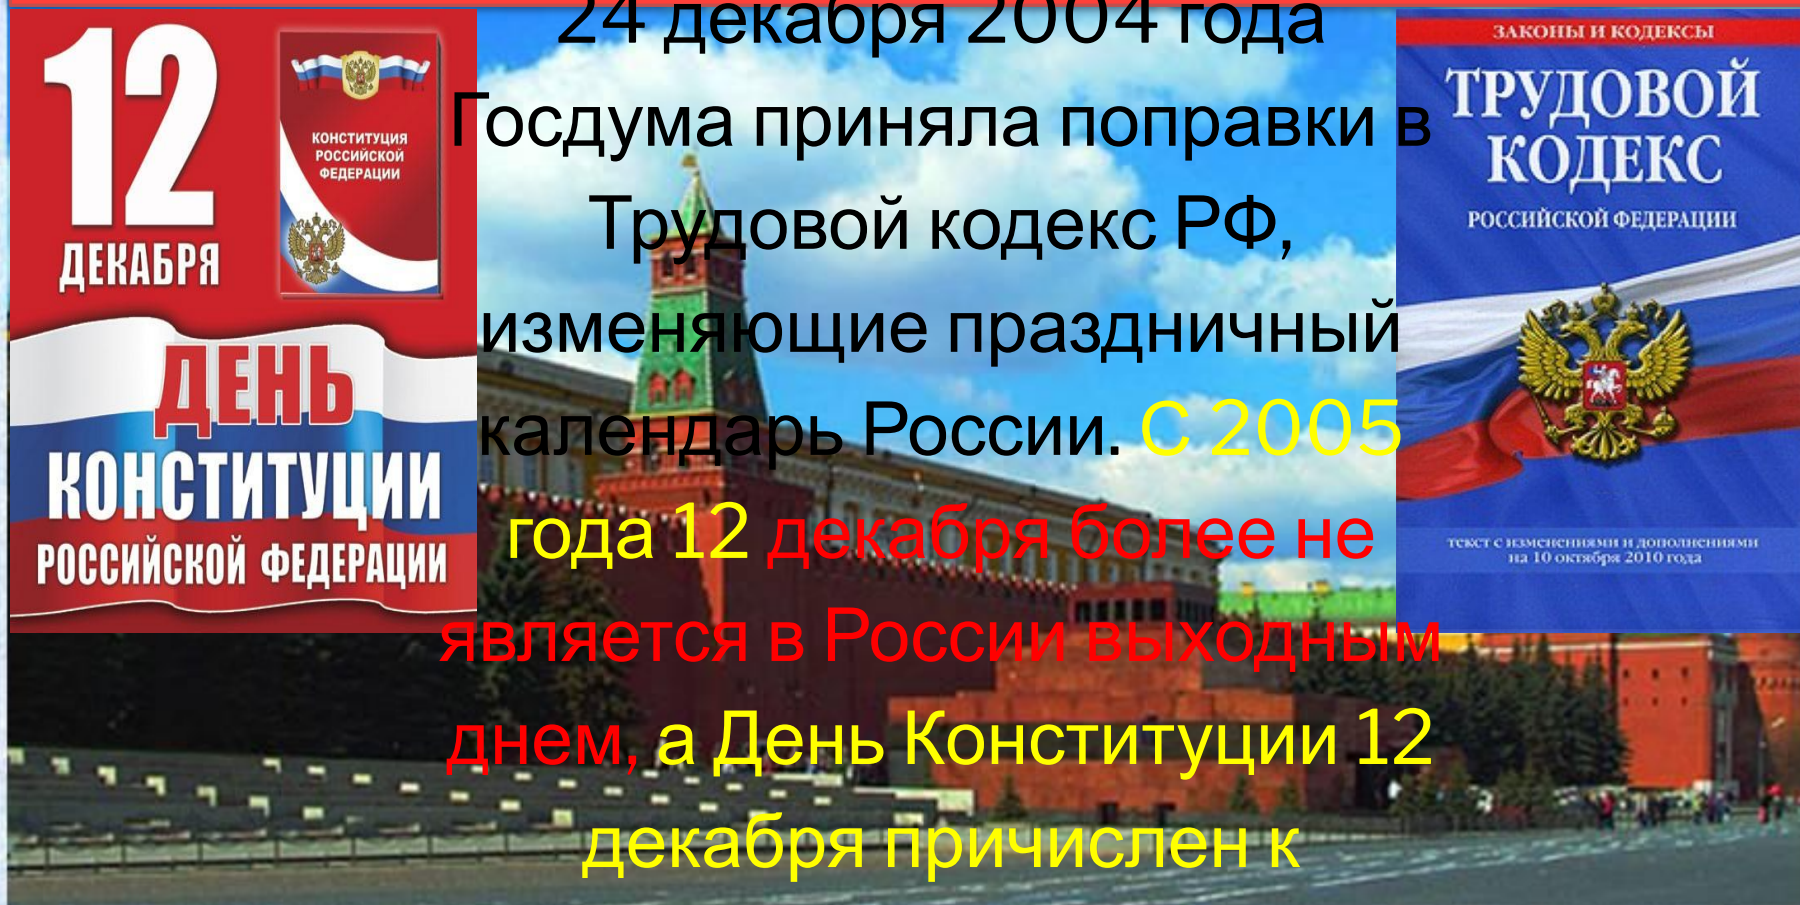 12
ДЕКАБРЯ
КОНСТИТУЦИЯ
РОССИЙСКОЙ
ФЕДЕРАЦИИ
ДЕНЬ
КОНСТИТУЦИИ
РОССИЙСКОЙ ФЕДЕРАЦИИ
24 декабря 2004 года
Госдума приняла поправки в
Трудовой кодекс РФ,
изменяющие праздничный
календарь России. С 2005
года 12 декабря более не
является в России выходным
днем, а День Конституции 12
декабря причислен к
ЗАКОНЫ И КОДЕКСЫ
ТРУДОВОЙ
КОДЕКС
РОССИЙСКОЙ ФЕДЕРАЦИИ
ТЕКСТ С ИЗМЕНЕНИЯМИ И ДОПОЛНЕНИЯМИ
на 10 октября 2010 года